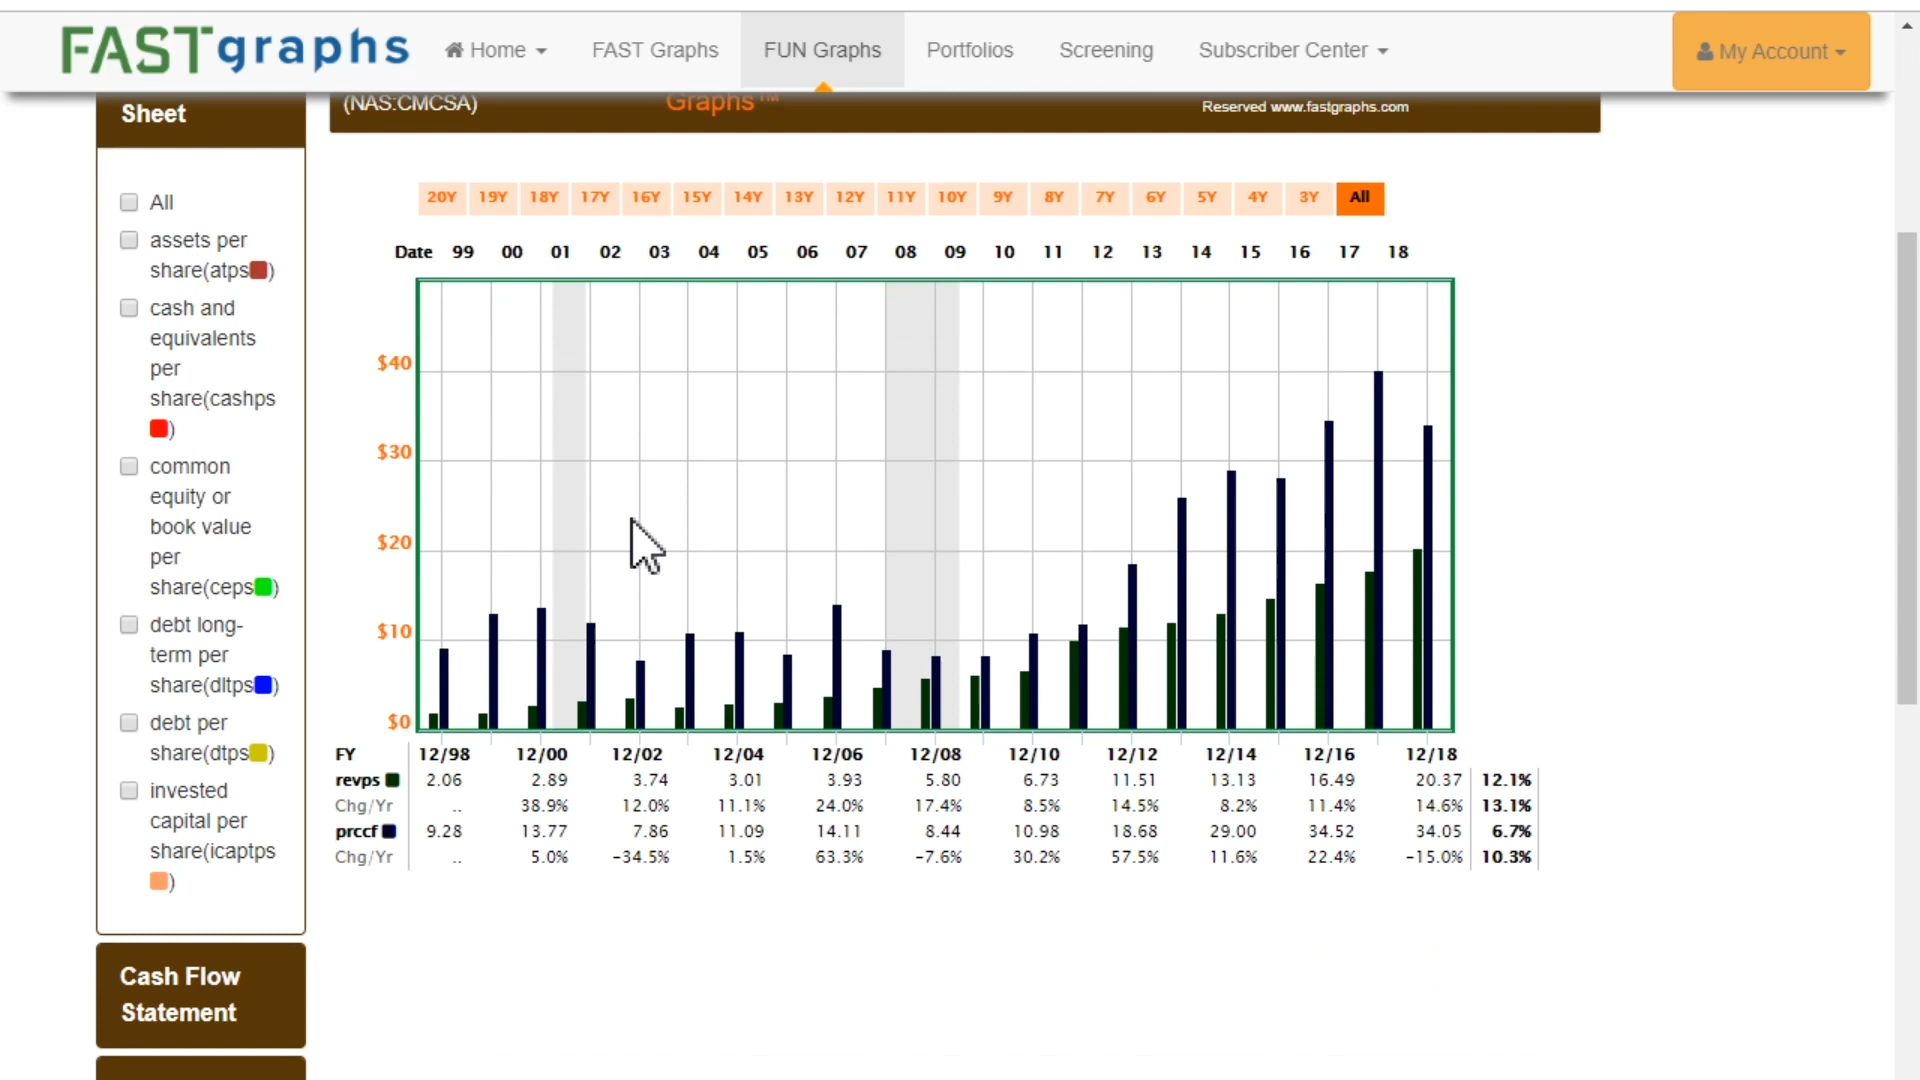 FASTgraphs Home FAST Graphs FUN Graphs Portfolios Screening Subscriber Center My Account
Sheet
(NAS:CMCSA) Graphs™ Reserved www.fastgraphs.com
All
assets per
share(atps)
cash and
equivalents
per
share(cashps
)
common
equity or
book value
per
share(ceps)
debt long-
term per
share(dltps)
debt per
share(dtps)
invested
capital per
share(icaptps
)
Cash Flow
Statement
20Y 19Y 18Y 17Y 16Y 15Y 14Y 13Y 12Y 11Y 10Y 9Y 8Y 7Y 6Y 5Y 4Y 3Y All
Date 99 00 01 02 03 04 05 06 07 08 09 10 11 12 13 14 15 16 17 18
$40
$30
$20
$10
$0
FY 12/98 12/00 12/02 12/04 12/06 12/08 12/10 12/12 12/14 12/16 12/18
revps 2.06 2.89 3.74 3.01 3.93 5.80 6.73 11.51 13.13 16.49 20.37 12.1%
Chg/Yr .. 38.9% 12.0% 11.1% 24.0% 17.4% 8.5% 14.5% 8.2% 11.4% 14.6% 13.1%
prccf 9.28 13.77 7.86 11.09 14.11 8.44 10.98 18.68 29.00 34.52 34.05 6.7%
Chg/Yr .. 5.0% -34.5% 1.5% 63.3% -7.6% 30.2% 57.5% 11.6% 22.4% -15.0% 10.3%